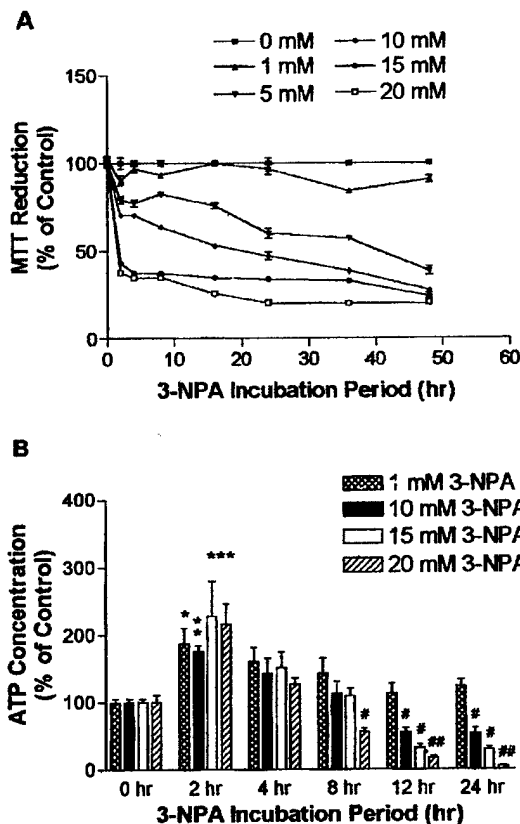 A
0 mM
10 mM
1 mM
15 mM
5 mM
20 mM
150
100
50
0
MTT Reduction
(% of Control)
0 10 20 30 40 50 60
3-NPA Incubation Period (hr)
B
1 mM 3-NPA
10 mM 3-NPA
15 mM 3-NPA
20 mM 3-NPA
400
300
200
100
0
ATP Concentration
(% of Control)
* ** ***
# # # ## # # ##
0 hr 2 hr 4 hr 8 hr 12 hr 24 hr
3-NPA Incubation Period (hr)